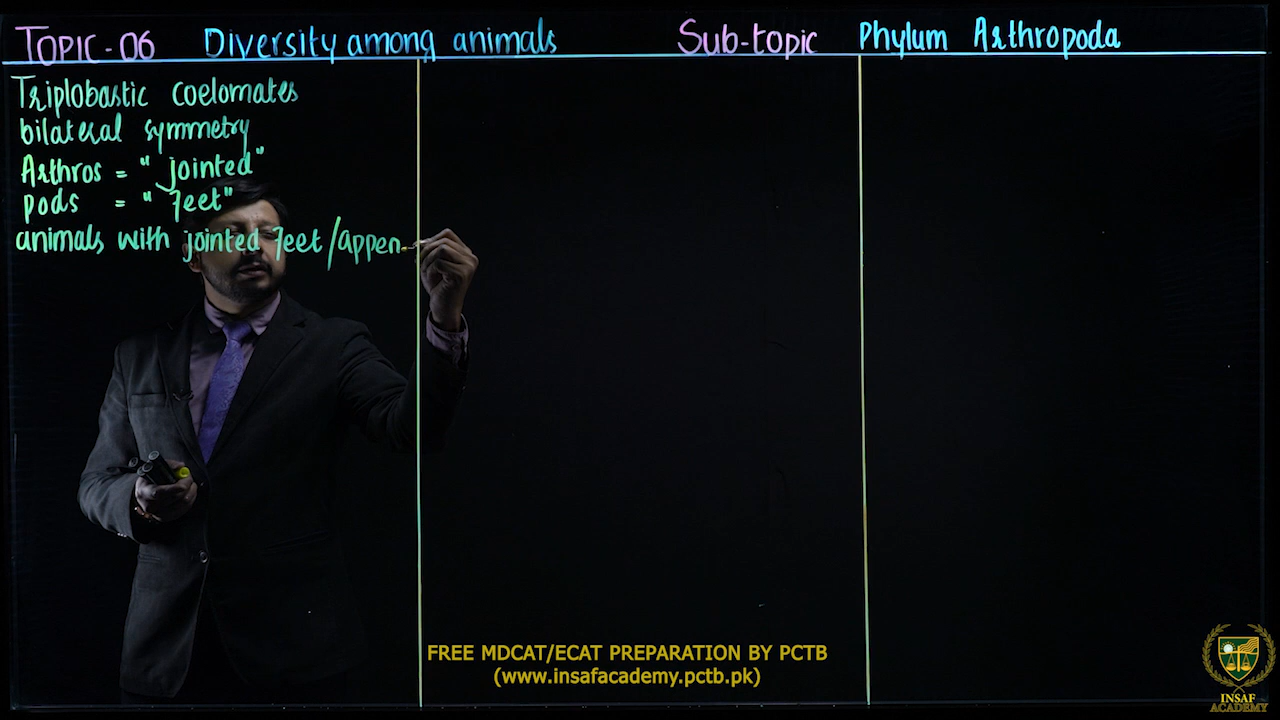 TOPIC-06 Diversity among animals Sub-topic Phylum Arthropoda
Triplobastic coelomates
bilateral symmetry
Arthros = "jointed"
pods = "feet"
animals with jointed feet/appen-
FREE MDCAT/ECAT PREPARATION BY PCTB
(www.insafacademy.pctb.pk)
INSAF
ACADEMY